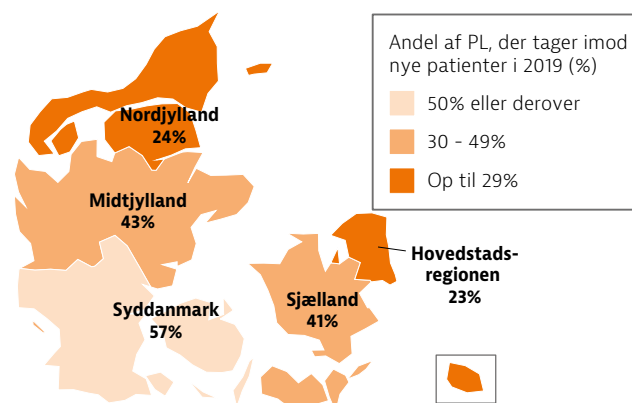 Andel af PL, der tager imod
nye patienter i 2019 (%)
50% eller derover
30 - 49%
Op til 29%
Nordjylland
24%
Midtjylland
43%
Hovedstads-
regionen
23%
Sjælland
41%
Syddanmark
57%